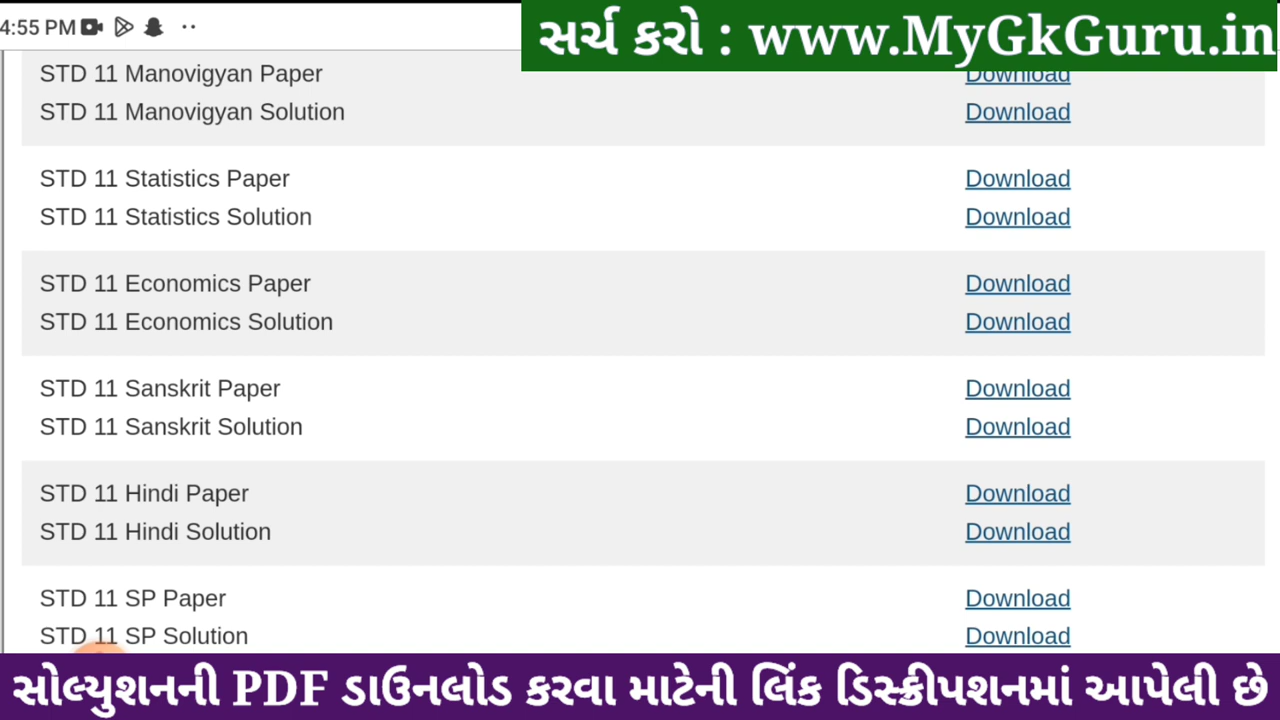 4:55 PM
સર્ચ કરો : www.MyGkGuru.in
STD 11 Manovigyan Paper Download
STD 11 Manovigyan Solution Download
STD 11 Statistics Paper Download
STD 11 Statistics Solution Download
STD 11 Economics Paper Download
STD 11 Economics Solution Download
STD 11 Sanskrit Paper Download
STD 11 Sanskrit Solution Download
STD 11 Hindi Paper Download
STD 11 Hindi Solution Download
STD 11 SP Paper Download
STD 11 SP Solution Download
સોલ્યુશનની PDF ડાઉનલોડ કરવા માટેની લિંક ડિસ્ક્રીપશનમાં આપેલી છે